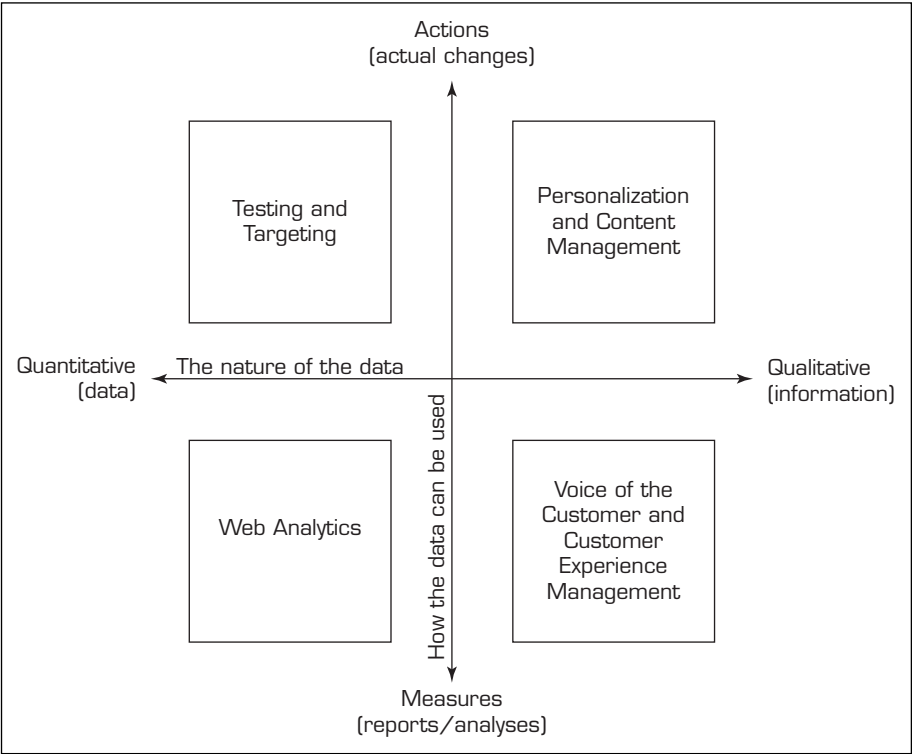 Actions
(actual changes)
Testing and
Targeting
Personalization
and Content
Management
Quantitative
(data)
The nature of the data
Qualitative
(information)
How the data can be used
Web Analytics
Voice of the
Customer and
Customer
Experience
Management
Measures
(reports/analyses)